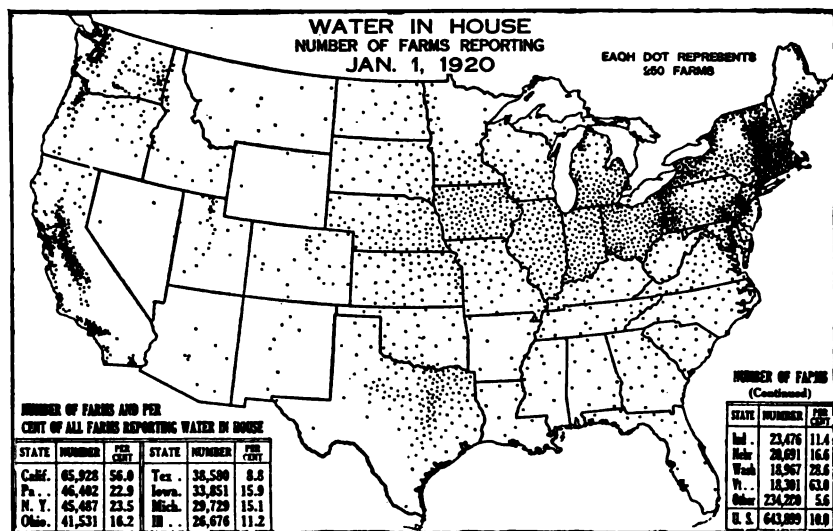 WATER IN HOUSE
NUMBER OF FARMS REPORTING
JAN. 1, 1920
EACH DOT REPRESENTS
250 FARMS
NUMBER OF FARMS AND PER
CENT OF ALL FARMS REPORTING WATER IN HOUSE
STATE NUMBER PER CENT STATE NUMBER PER CENT
Calif. 65,928 56.0 Tex. 38,580 8.8
Pa.. 46,402 22.9 Iowa. 33,851 15.9
N. Y. 45,487 23.5 Mich. 29,729 15.1
Ohio. 41,531 16.2 Ill.. 26,676 11.2
NUMBER OF FARMS
(Continued)
STATE NUMBER PER CENT
Ind. 23,476 11.4
Nebr 20,691 16.6
Wash 18,967 28.6
Vt.. 18,301 63.0
Other 5.6
U. S. 10.0